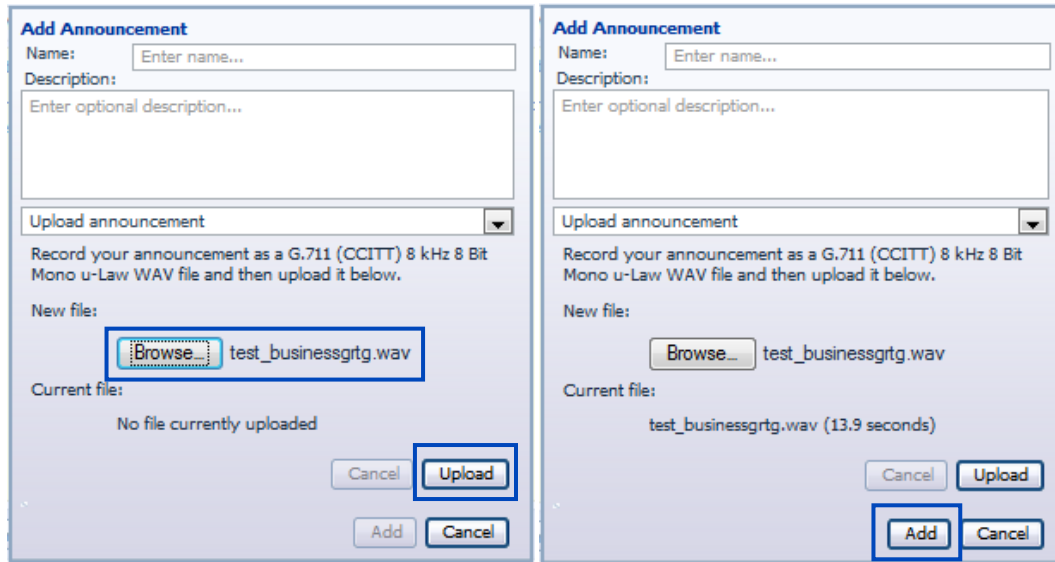 Add Announcement
Name: Enter name...
Description:
Enter optional description...
Upload announcement
Record your announcement as a G.711 (CCITT) 8 kHz 8 Bit
Mono u-Law WAV file and then upload it below.
New file:
Browse... test_businessgrtg.wav
Current file:
No file currently uploaded
Cancel Upload
Add Cancel
Add Announcement
Name: Enter name...
Description:
Enter optional description...
Upload announcement
Record your announcement as a G.711 (CCITT) 8 kHz 8 Bit
Mono u-Law WAV file and then upload it below.
New file:
Browse... test_businessgrtg.wav
Current file:
test_businessgrtg.wav (13.9 seconds)
Cancel Upload
Add Cancel